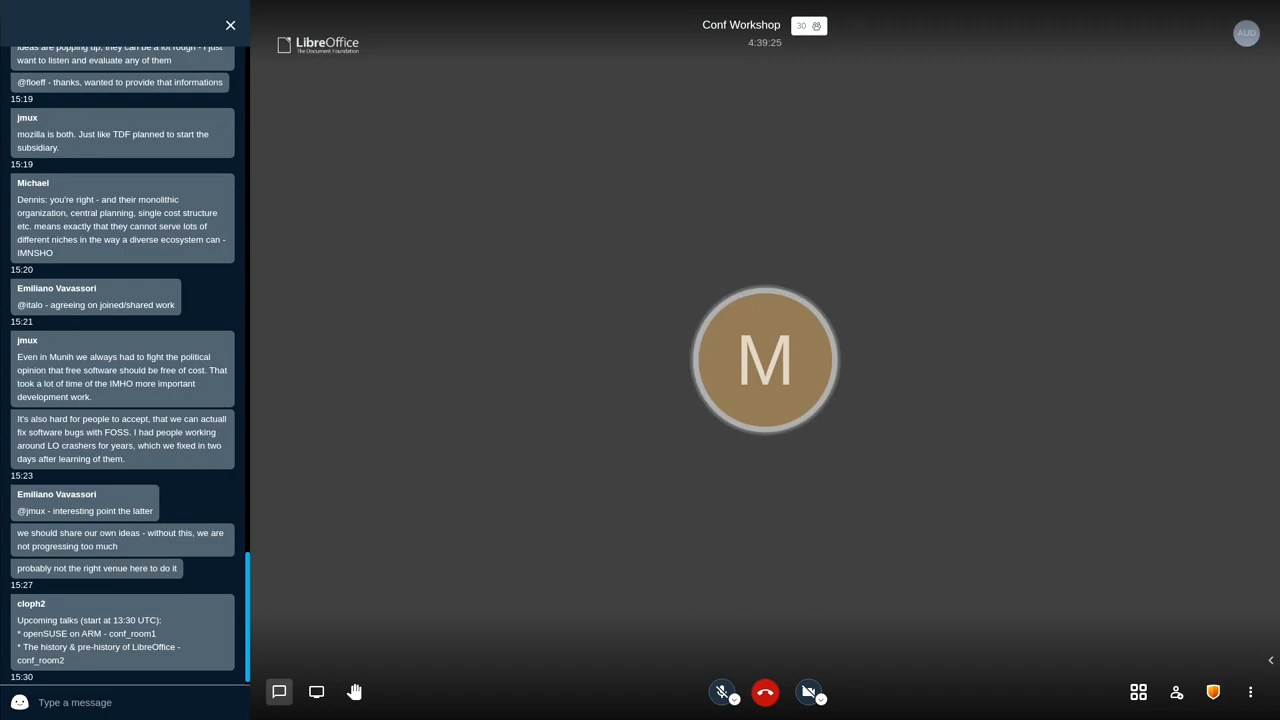 ideas are popping up, they can be a lot rough - I just
want to listen and evaluate any of them
@floeff - thanks, wanted to provide that informations
15:19
jmux
mozilla is both. Just like TDF planned to start the
subsidiary.
15:19
Michael
Dennis: you're right - and their monolithic
organization, central planning, single cost structure
etc. means exactly that they cannot serve lots of
different niches in the way a diverse ecosystem can -
IMNSHO
15:20
Emiliano Vavassori
@italo - agreeing on joined/shared work
15:21
jmux
Even in Munih we always had to fight the political
opinion that free software should be free of cost. That
took a lot of time of the IMHO more important
development work.
It's also hard for people to accept, that we can actuall
fix software bugs with FOSS. I had people working
around LO crashers for years, which we fixed in two
days after learning of them.
15:23
Emiliano Vavassori
@jmux - interesting point the latter
we should share our own ideas - without this, we are
not progressing too much
probably not the right venue here to do it
15:27
cloph2
Upcoming talks (start at 13:30 UTC):
* openSUSE on ARM - conf_room1
* The history & pre-history of LibreOffice -
conf_room2
15:30
Type a message
LibreOffice
The Document Foundation
Conf Workshop
30
4:39:25
AUD
M